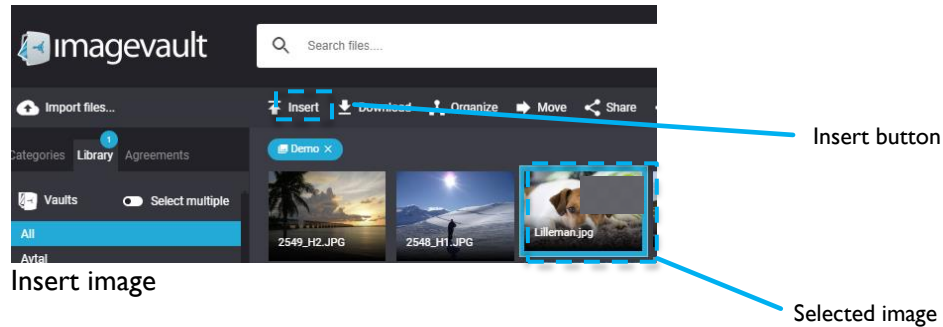 imagevault
Search files....
Import files...
Insert Download Organize Move Share
Insert button
1
Categories Library Agreements
Demo ×
Vaults Select multiple
All
2549_H2.JPG 2548_H1.JPG Lilleman.jpg
Avtal
Insert image
Selected image